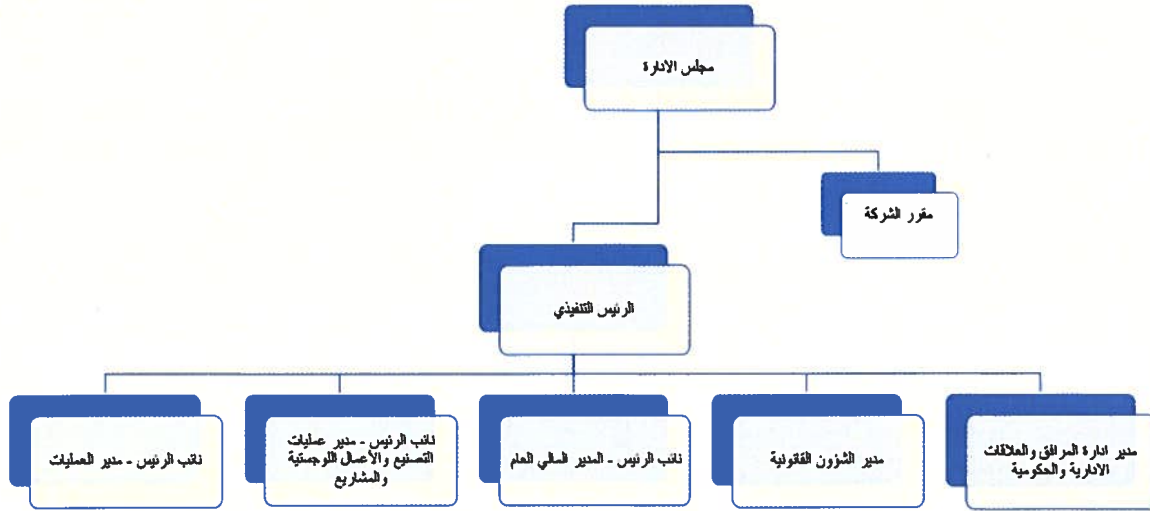 مجلس الادارة
مقرر الشركة
الرئيس التنفيذي
مدير ادارة المرافق والعلاقات
الادارية والحكومية
مدير الشؤون القانونية
نائب الرئيس - المدير المالي العام
نائب الرئيس - مدير عمليات
التصنيع والأعمال اللوجستية
والمشاريع
نائب الرئيس - مدير العمليات